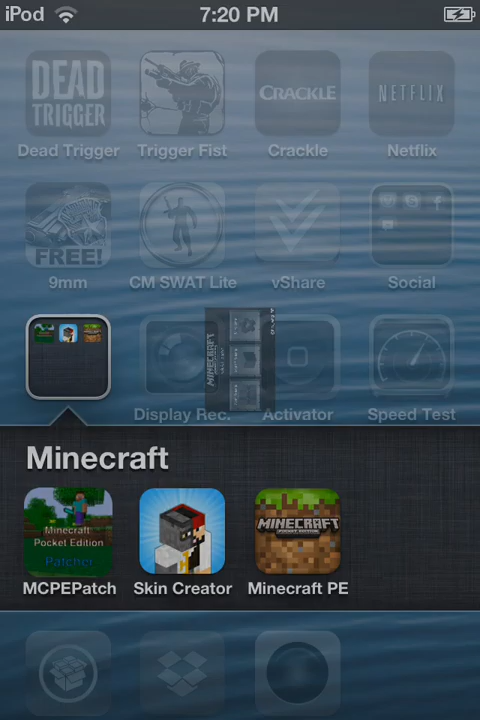 iPod 7:20 PM
DEAD
TRIGGER
CRACKLE
NETFLIX
Dead Trigger Trigger Fist Crackle Netflix
FREE!
9mm CM SWAT Lite vShare Social
MINECRAFT
Display Rec. Activator Speed Test
Minecraft
Minecraft
Pocket Edition
Patcher
MINECRAFT
POCKET EDITION
MCPEPatch Skin Creator Minecraft PE